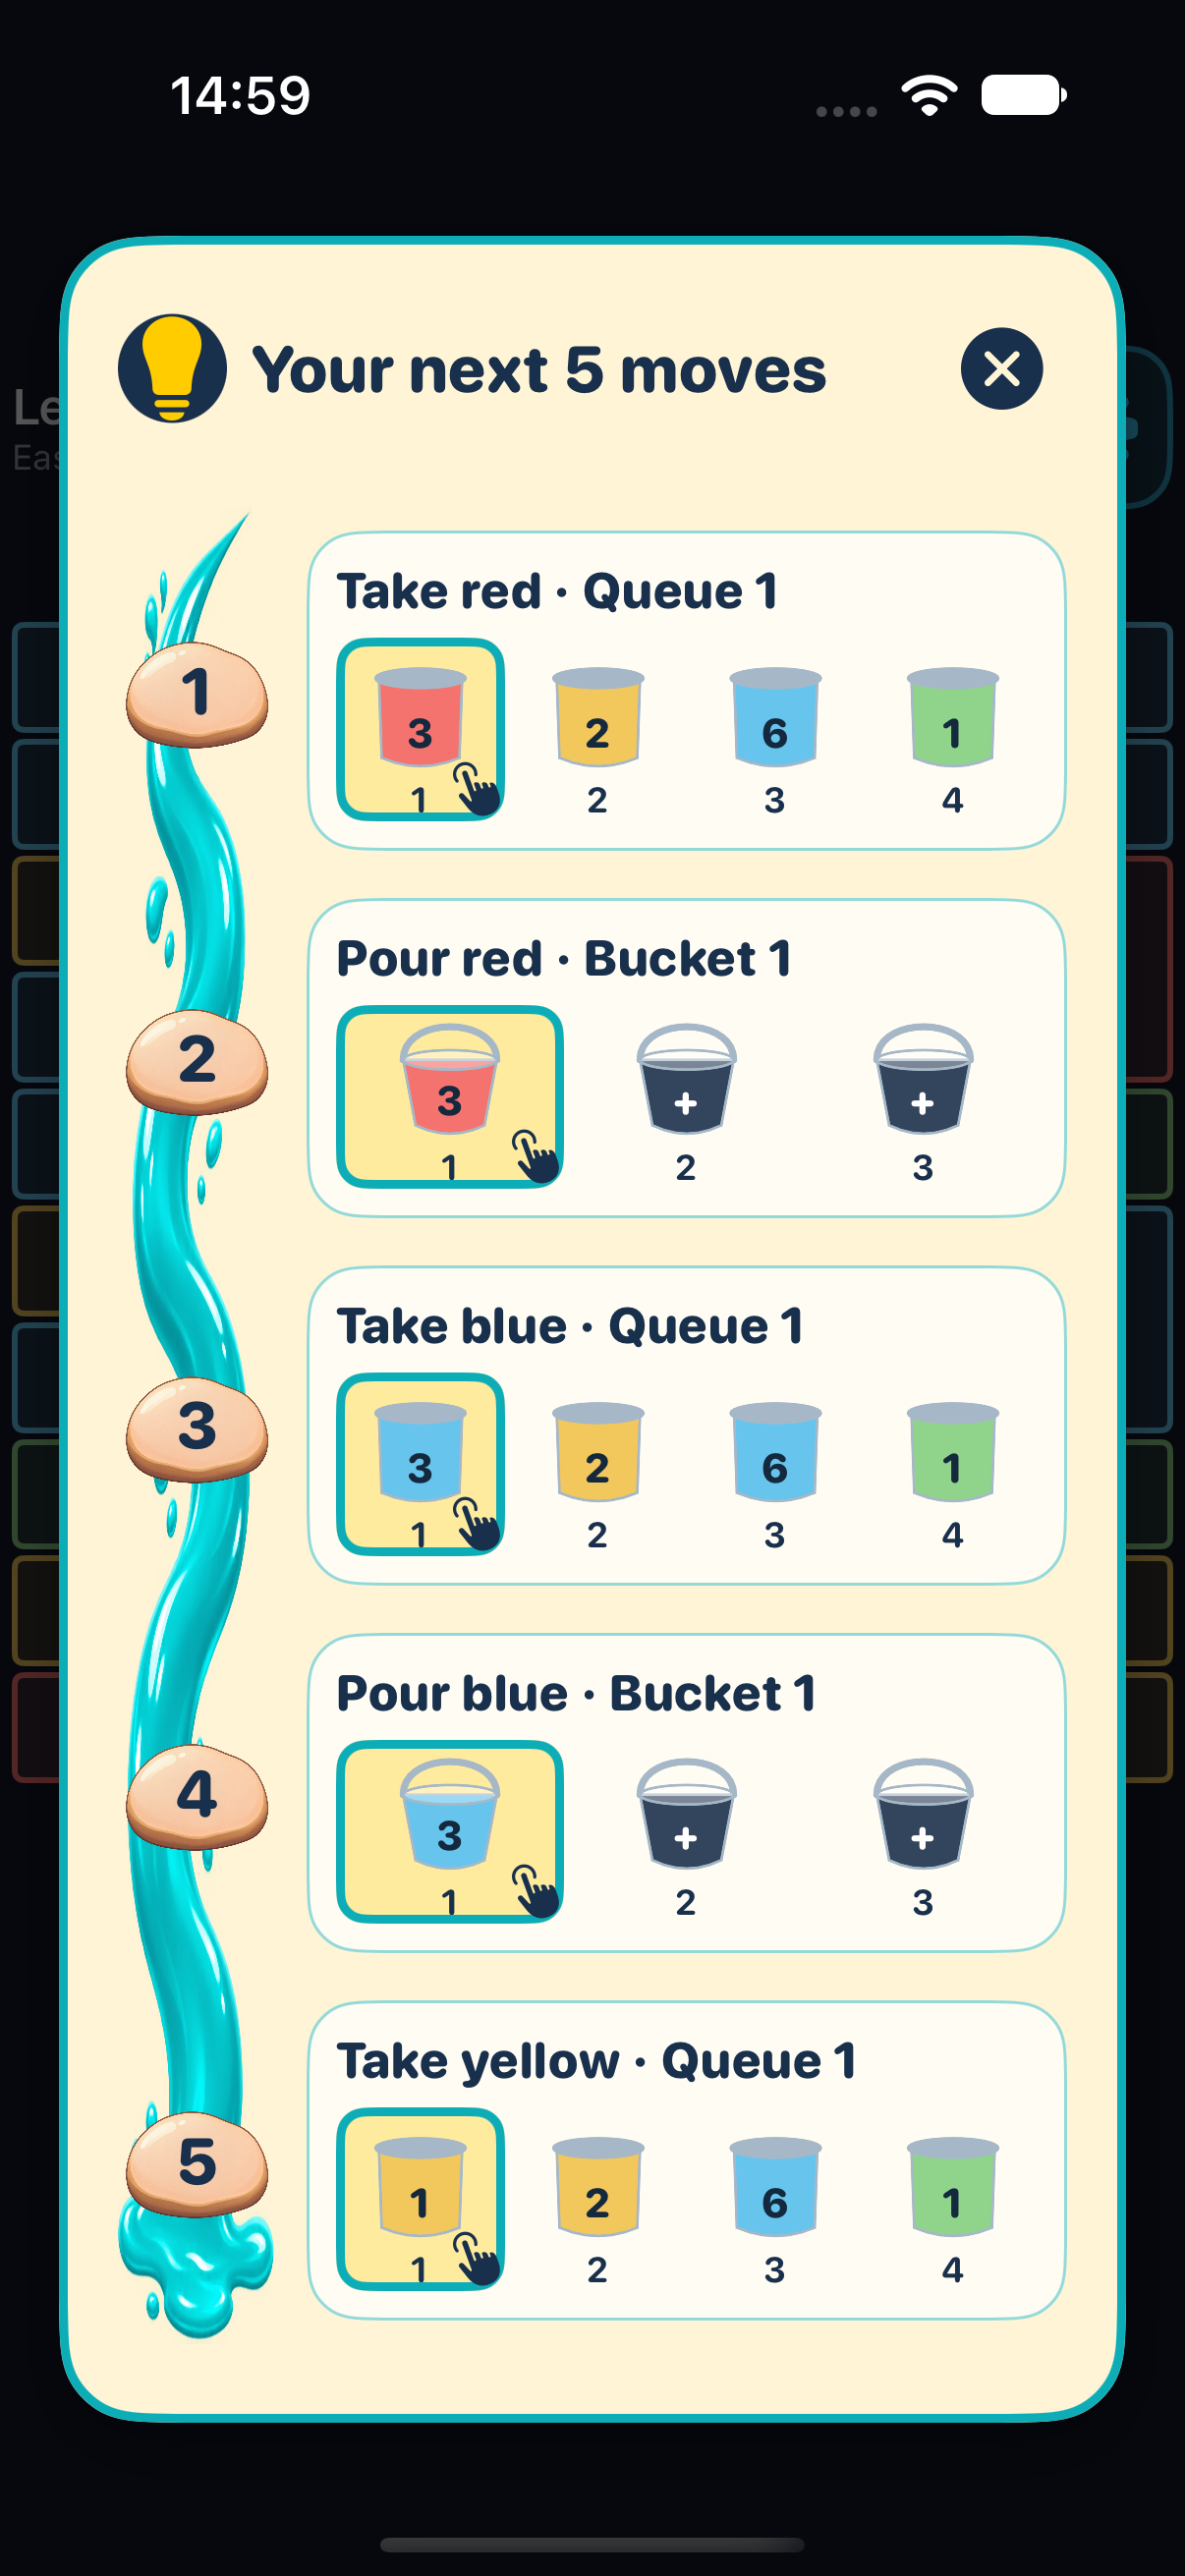 14:59
Your next 5 moves
Le
Eas
1
Take red · Queue 1
3 2 6 1
1 2 3 4
2
Pour red · Bucket 1
3 + +
1 2 3
3
Take blue · Queue 1
3 2 6 1
1 2 3 4
4
Pour blue · Bucket 1
3 + +
1 2 3
5
Take yellow · Queue 1
1 2 6 1
1 2 3 4